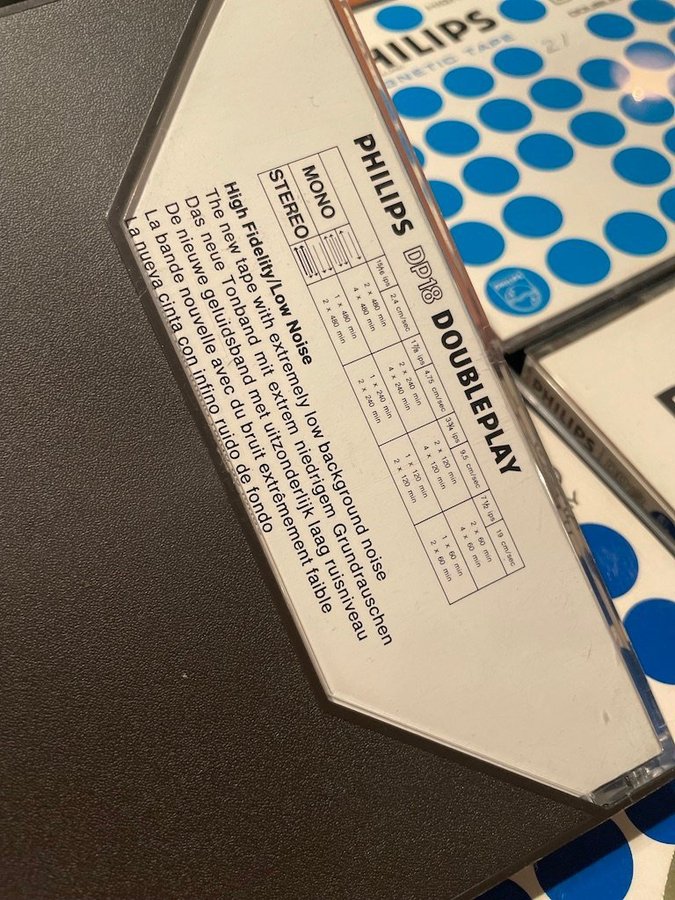 PHILIPS DP18 DOUBLEPLAY
15/16 ips 2.4 cm/sec 1 7/8 ips 4,75 cm/sec 3¾ ips 9,5 cm/sec 7½ ips 19 cm/sec
MONO 2 x 480 min 2 x 240 min 2 x 120 min 2 x 60 min
4 x 480 min 4 x 240 min 4 x 120 min 4 x 60 min
STEREO 1 x 480 min 1 x 240 min 1 x 120 min 1 x 60 min
2 x 480 min 2 x 240 min 2 x 120 min 2 x 60 min
High Fidelity/Low Noise
The new tape with extremely low background noise
Das neue Tonband mit extrem niedrigem Grundrauschen
De nieuwe geluidsband met uitzonderlijk laag ruisniveau
La bande nouvelle avec du bruit extrêmement faible
La nueva cinta con infino ruido de fondo
HILIPS
GNETIC TAPE
PHILIPS
PHILIPS